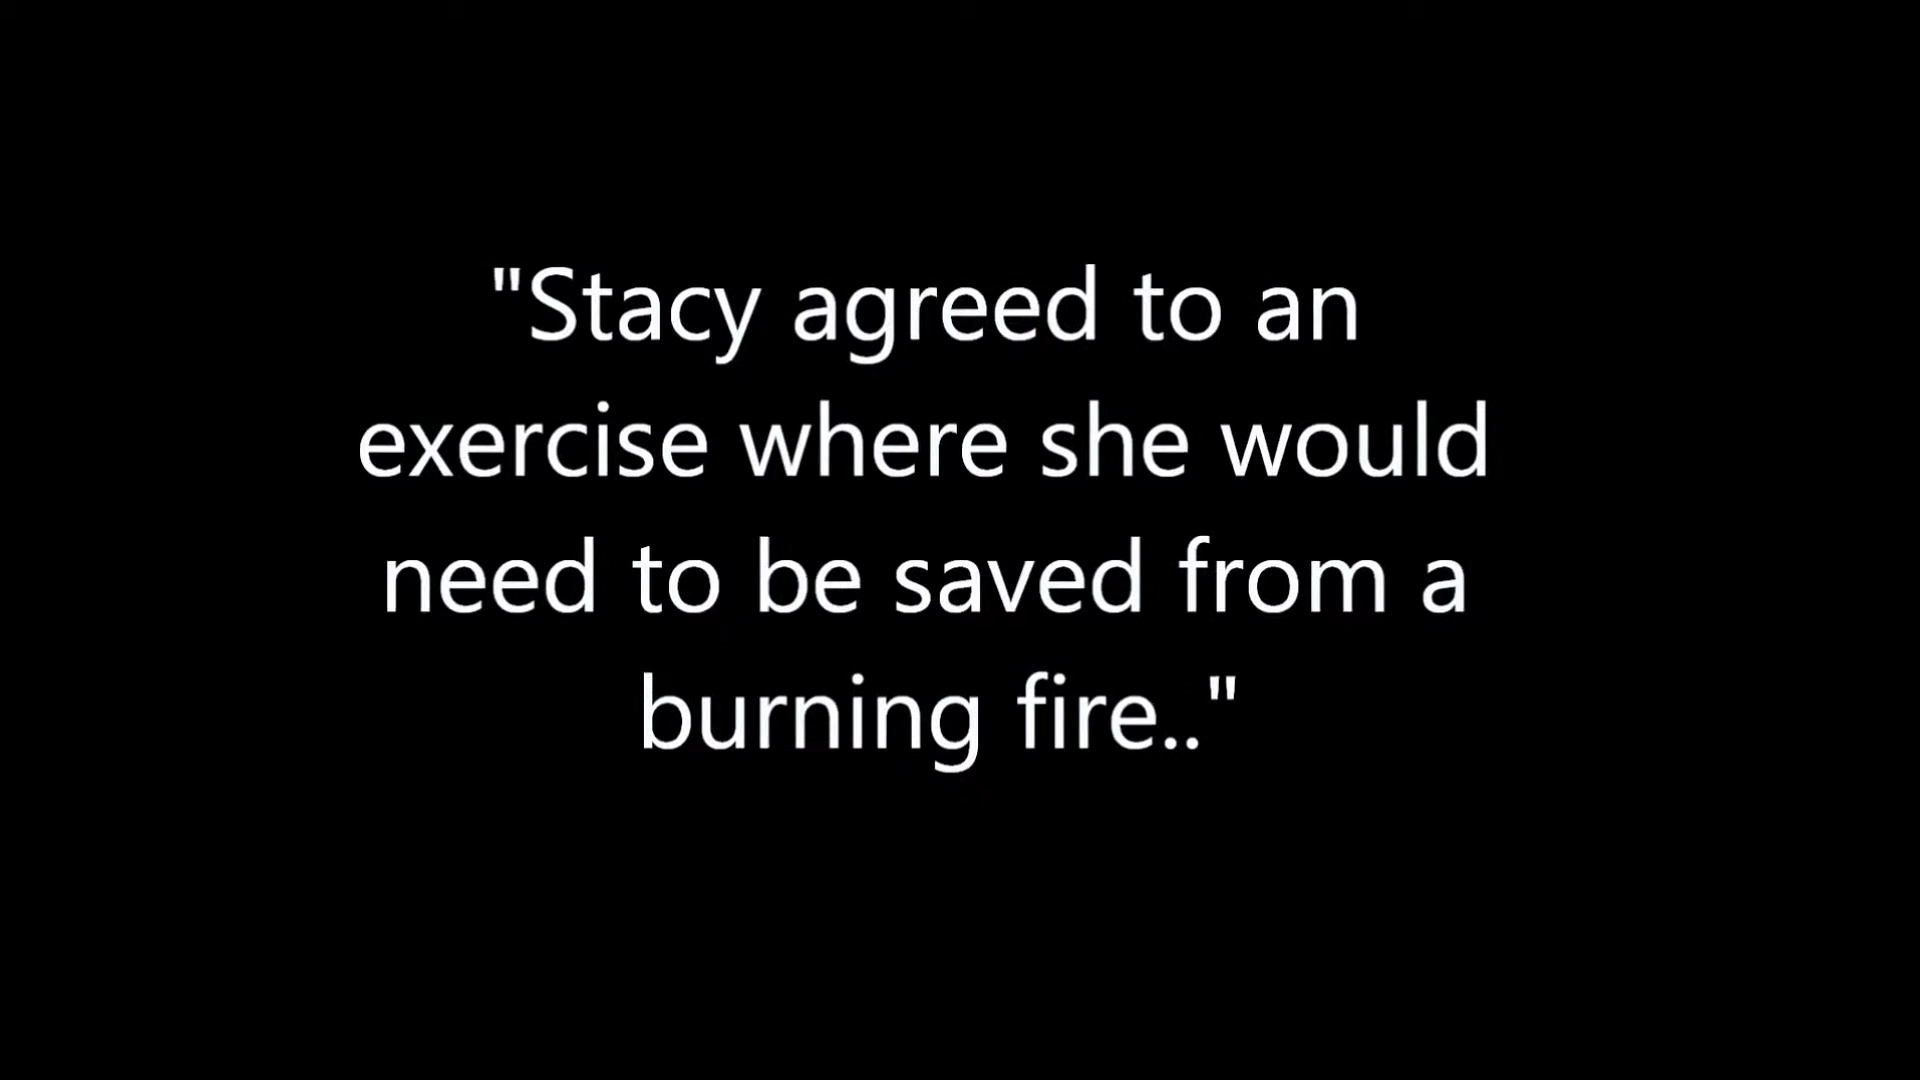 "Stacy agreed to an
exercise where she would
need to be saved from a
burning fire.."